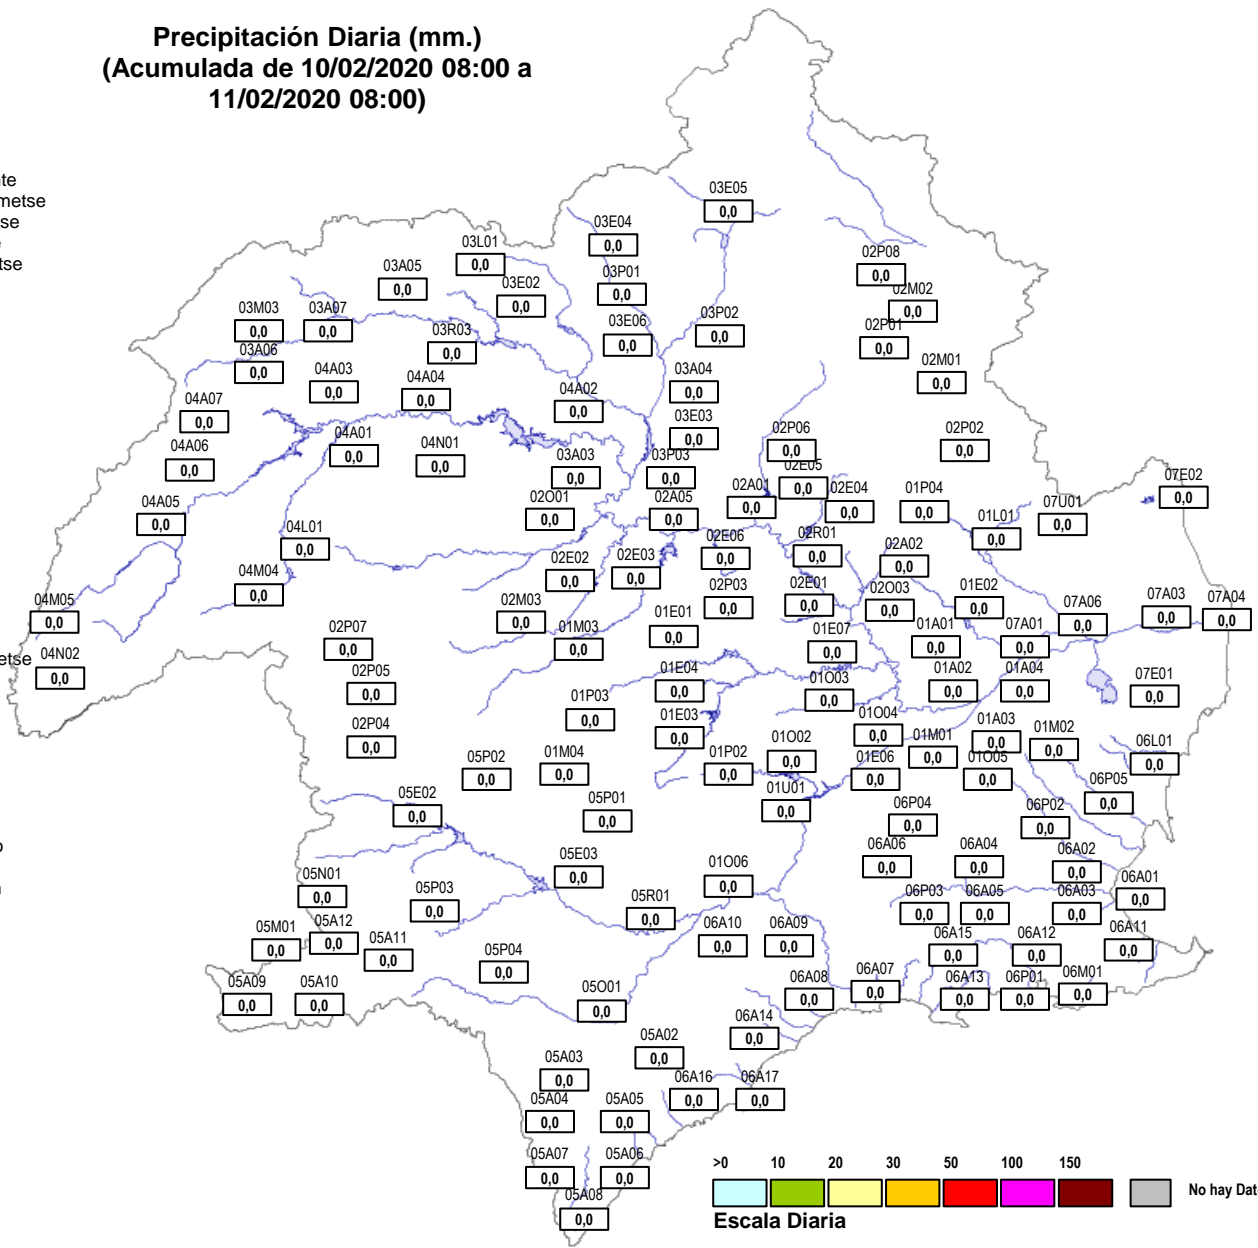 Precipitación Diaria (mm.)
(Acumulada de 10/02/2020 08:00 a
11/02/2020 08:00)
nte
metse
se
e
tse
etse
o
n
03E05
0,0
03E04
0,0
03L01
0,0
02P08
0,0
03A05
0,0
03P01
0,0
03E02
0,0
02M02
0,0
03M03
0,0
03A07
0,0
03P02
0,0
03R03
0,0
03E06
0,0
02P01
0,0
03A06
0,0
02M01
0,0
04A03
0,0
04A04
0,0
03A04
0,0
04A02
0,0
04A07
0,0
03E03
0,0
04A01
0,0
04N01
0,0
02P06
0,0
02P02
0,0
04A06
0,0
03A03
0,0
03P03
0,0
02E05
0,0
07E02
0,0
04A05
0,0
02O01
0,0
02A05
0,0
02A01
0,0
02E04
0,0
01P04
0,0
01L01
0,0
07U01
0,0
04L01
0,0
02E06
0,0
02R01
0,0
02A02
0,0
04M04
0,0
02E02
0,0
02E03
0,0
04M05
0,0
02M03
0,0
02P03
0,0
02E01
0,0
02O03
0,0
01E02
0,0
07A06
0,0
07A03
0,0
07A04
0,0
01E01
0,0
02P07
0,0
01M03
0,0
01E07
0,0
01A01
0,0
07A01
0,0
04N02
0,0
02P05
0,0
01E04
0,0
01O03
0,0
01A02
0,0
01A04
0,0
07E01
0,0
01P03
0,0
02P04
0,0
01E03
0,0
01O04
0,0
01A03
0,0
01M02
0,0
05P02
0,0
01M04
0,0
01P02
0,0
01O02
0,0
01M01
0,0
06L01
0,0
01E06
0,0
01O05
0,0
05E02
0,0
05P01
0,0
01U01
0,0
06P05
0,0
06P04
0,0
06P02
0,0
05E03
0,0
01O06
0,0
06A06
0,0
06A04
0,0
06A02
0,0
05N01
0,0
05P03
0,0
05R01
0,0
06P03
0,0
06A05
0,0
06A03
0,0
06A01
0,0
05M01
0,0
05A12
0,0
05A11
0,0
06A10
0,0
06A09
0,0
06A15
0,0
06A12
0,0
06A11
0,0
05P04
0,0
05A09
0,0
05A10
0,0
05O01
0,0
06A08
0,0
06A07
0,0
06A13
0,0
06P01
0,0
06M01
0,0
06A14
0,0
05A02
0,0
05A03
0,0
06A16
0,0
06A17
0,0
05A04
0,0
05A05
0,0
05A07
0,0
05A06
0,0
05A08
0,0
>0 10 20 30 50 100 150
No hay Dat
Escala Diaria